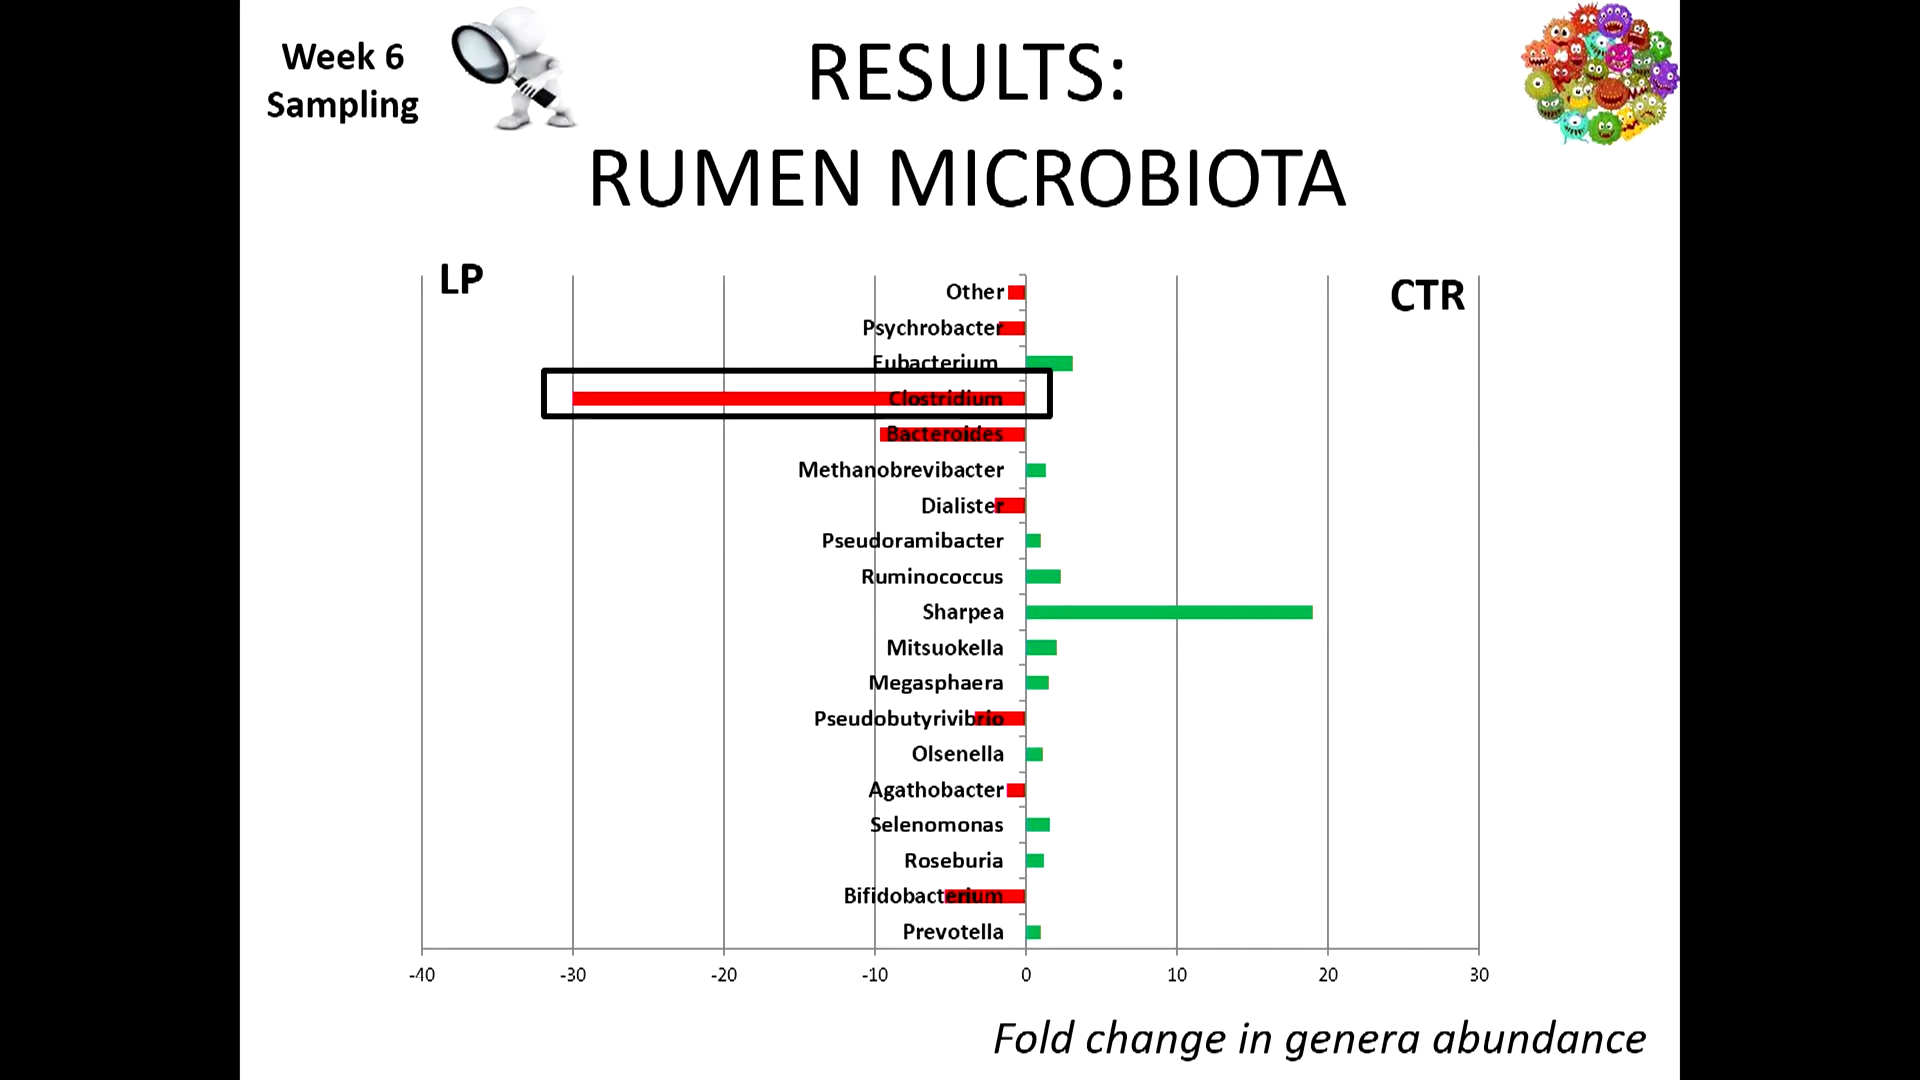 Week 6
Sampling
RESULTS:
RUMEN MICROBIOTA
LP
CTR
Other
Psychrobacter
Eubacterium
Clostridium
Bacteroides
Methanobrevibacter
Dialister
Pseudoramibacter
Ruminococcus
Sharpea
Mitsuokella
Megasphaera
Pseudobutyrivibrio
Olsenella
Agathobacter
Selenomonas
Roseburia
Bifidobacterium
Prevotella
-40 -30 -20 -10 0 10 20 30
Fold change in genera abundance